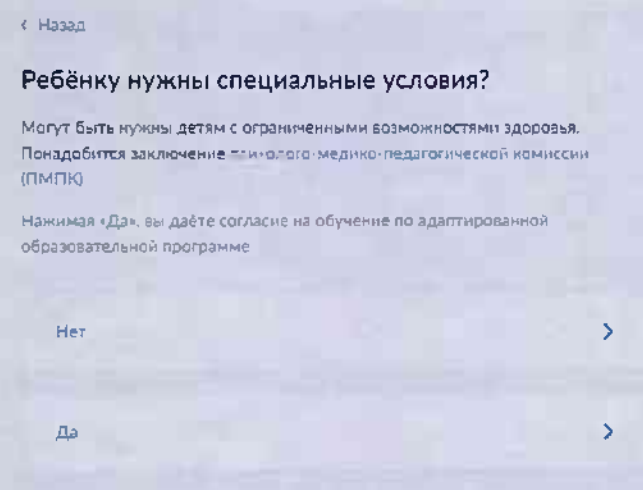 Назад
Ребёнку нужны специальные условия?
Могут быть нужны детям с ограниченными возможностями здоровья.
Понадобится заключение психолого-медико-педагогической комиссии
(ПМПК)
Нажимая «Да», вы даёте согласие на обучение по адаптированной
образовательной программе
Нет
Да